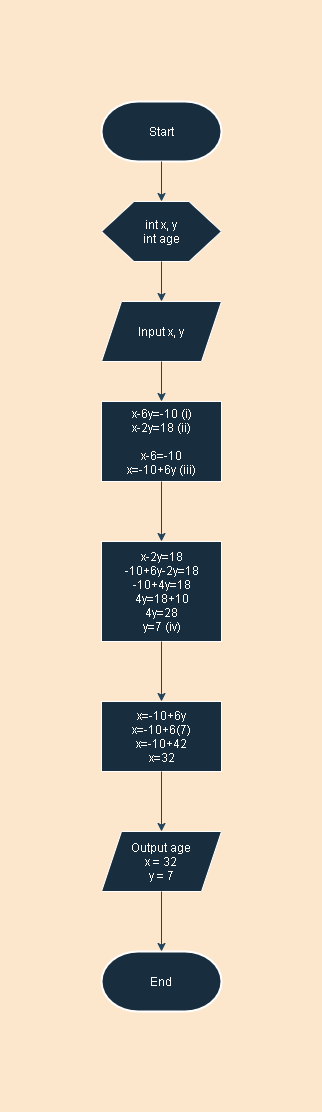 Start
int x, y
int age
Input x, y
x-6y=-10 (i)
x-2y=18 (ii)
x-6=-10
x=-10+6y (iii)
x-2y=18
-10+6y-2y=18
-10+4y=18
4y=18+10
4y=28
y=7 (iv)
x=-10+6y
x=-10+6(7)
x=-10+42
x=32
Output age
x = 32
y = 7
End